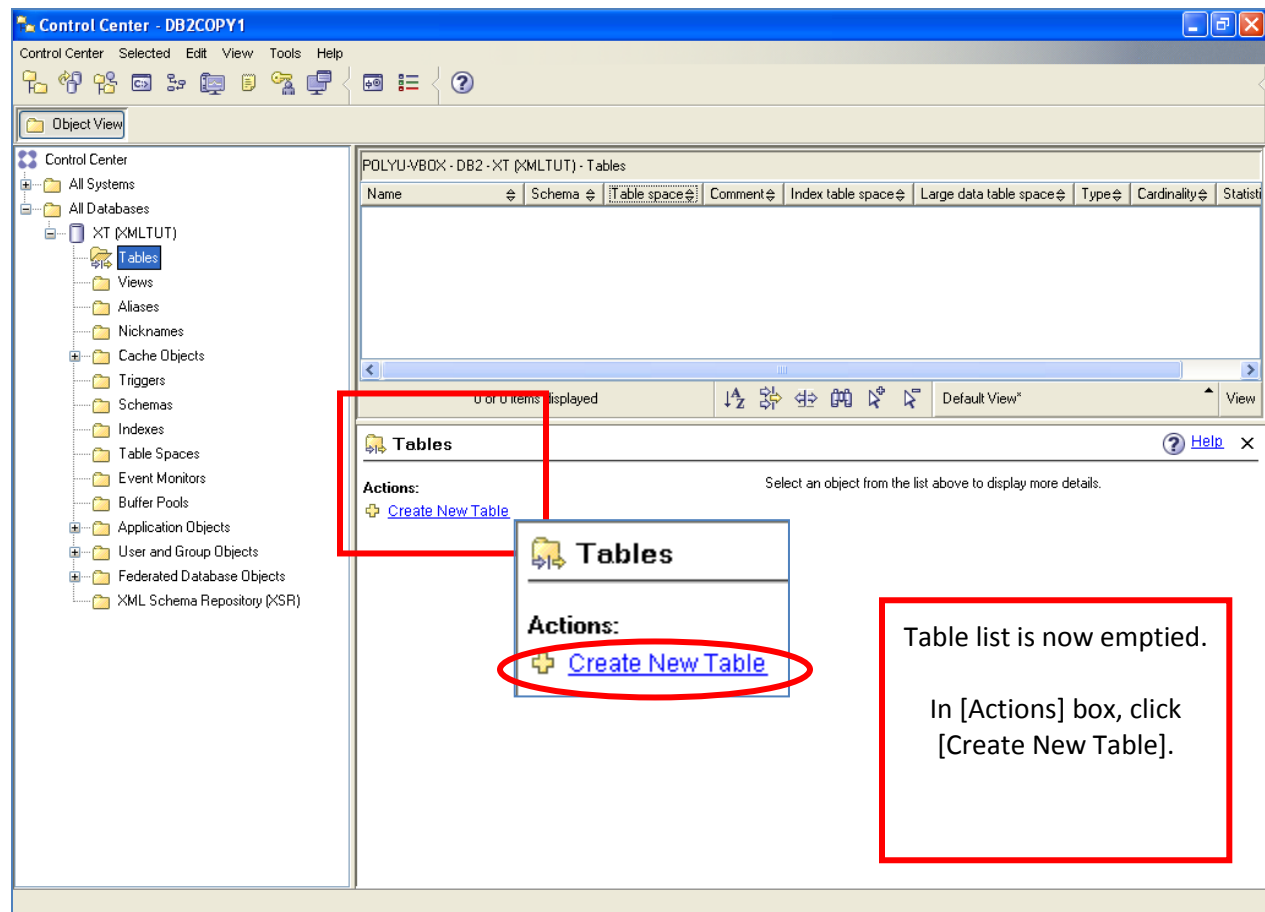 Control Center - DB2COPY1
Control Center Selected Edit View Tools Help
Object View
Control Center
All Systems
All Databases
XT (XMLTUT)
Tables
Views
Aliases
Nicknames
Cache Objects
Triggers
Schemas
Indexes
Table Spaces
Event Monitors
Buffer Pools
Application Objects
User and Group Objects
Federated Database Objects
XML Schema Repository (XSR)
POLYU-VBOX - DB2 - XT (XMLTUT) - Tables
Name Schema Table space Comment Index table space Large data table space Type Cardinality Statisti
0 of 0 items displayed Default View* View
Tables Help
Actions: Select an object from the list above to display more details.
Create New Table
Tables
Actions:
Create New Table
Table list is now emptied.
In [Actions] box, click
[Create New Table].